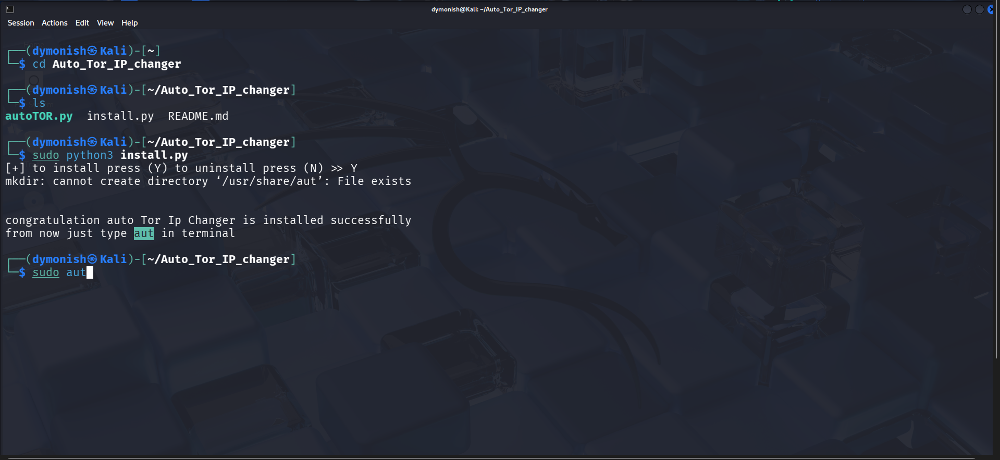 dymonish@Kali: ~/Auto_Tor_IP_changer
Session Actions Edit View Help
┌──(dymonish㉿Kali)-[~]
└─$ cd Auto_Tor_IP_changer
┌──(dymonish㉿Kali)-[~/Auto_Tor_IP_changer]
└─$ ls
autoTOR.py  install.py  README.md
┌──(dymonish㉿Kali)-[~/Auto_Tor_IP_changer]
└─$ sudo python3 install.py
[+] to install press (Y) to uninstall press (N) >> Y
mkdir: cannot create directory ‘/usr/share/aut’: File exists
congratulation auto Tor Ip Changer is installed successfully
from now just type aut in terminal
┌──(dymonish㉿Kali)-[~/Auto_Tor_IP_changer]
└─$ sudo aut